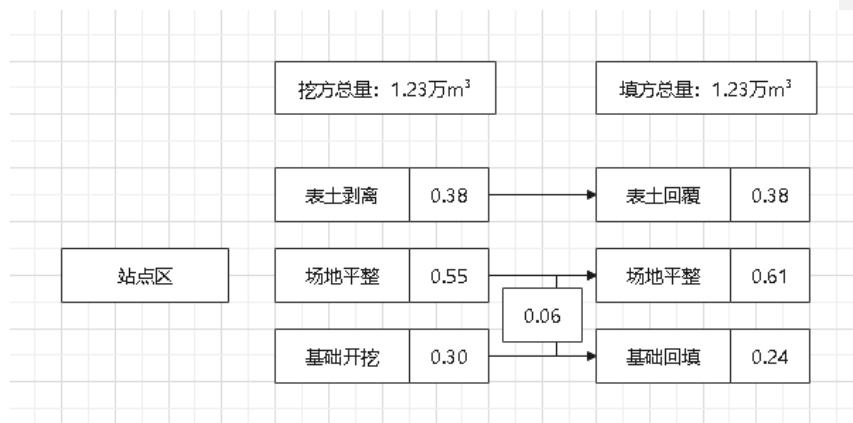 挖方总量：1.23万m³ 填方总量：1.23万m³
表土剥离 0.38 表土回覆 0.38
站点区 场地平整 0.55 场地平整 0.61
0.06
基础开挖 0.30 基础回填 0.24